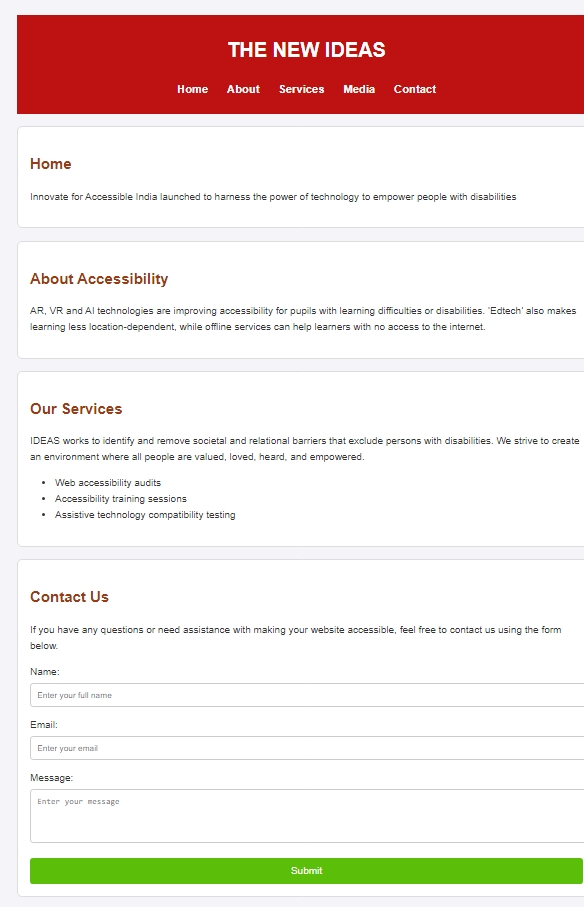 THE NEW IDEAS
Home About Services Media Contact
Home
Innovate for Accessible India launched to harness the power of technology to empower people with disabilities
About Accessibility
AR, VR and AI technologies are improving accessibility for pupils with learning difficulties or disabilities. 'Edtech' also makes
learning less location-dependent, while offline services can help learners with no access to the internet.
Our Services
IDEAS works to identify and remove societal and relational barriers that exclude persons with disabilities. We strive to create
an environment where all people are valued, loved, heard, and empowered.
• Web accessibility audits
• Accessibility training sessions
• Assistive technology compatibility testing
Contact Us
If you have any questions or need assistance with making your website accessible, feel free to contact us using the form
below.
Name:
Enter your full name
Email:
Enter your email
Message:
Enter your message
Submit